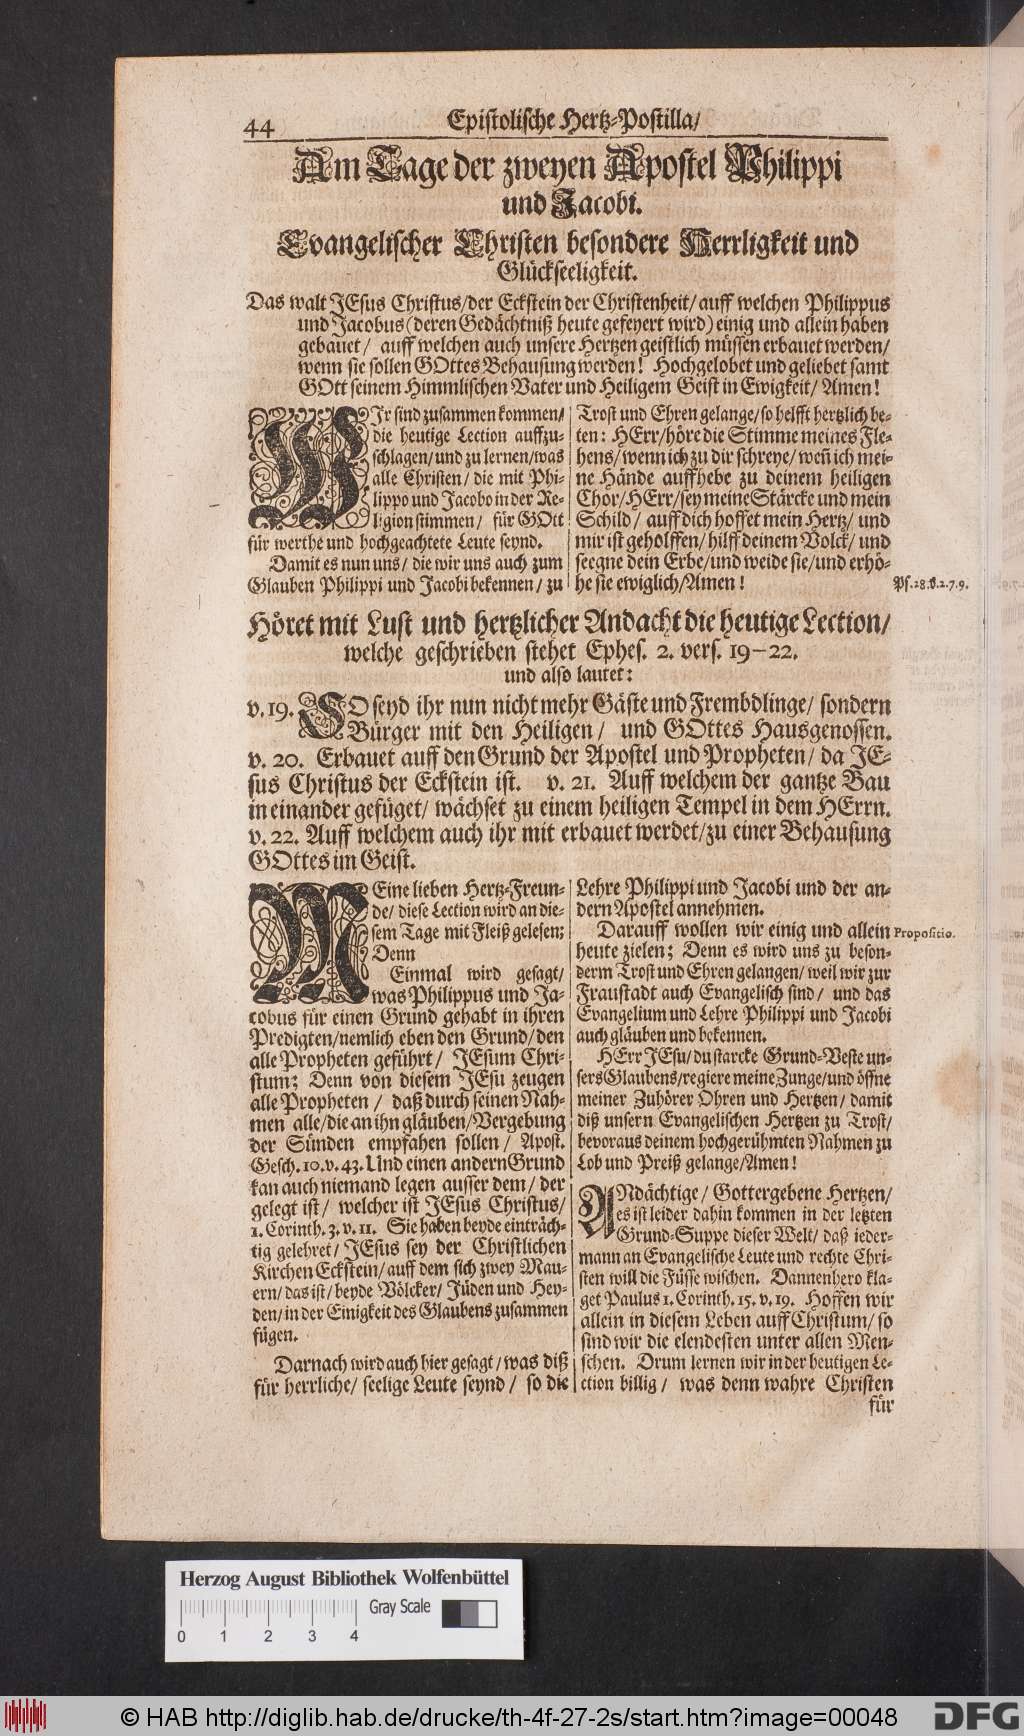 44
Epistolische Hertz-Postilla/
Am Tage der zweyen Apostel Philippi
und Jacobi.
Evangelischer Christen besondere Herrligkeit und
Glückseeligkeit.
Das walt JEsus Christus/der Eckstein der Christenheit/auff welchen Philippus
und Jacobus (deren Gedächtniß heute gefeyert wird) einig und allein haben
gebauet/ auff welchen auch unsere Hertzen geistlich müssen erbauet werden/
wenn sie sollen GOttes Behausung werden! Hochgelobet und geliebet samt
GOtt seinem Himmlischen Vater und Heiligem Geist in Ewigkeit/Amen!
WIr sind zusammen kommen/
die heutige Lection auffzu-
schlagen/und zu lernen/was
alle Christen/ die mit Phi-
lippo und Jacobo in der Re-
ligion stimmen/ für GOtt
für werthe und hochgeachtete Leute seynd.
Damit es nun uns/ die wir uns auch zum
Glauben Philippi und Jacobi bekennen/ zu
Trost und Ehren gelange/so helfft hertzlich be-
ten: HErr/höre die Stimme meines Fle-
hens/wenn ich zu dir schreye/weñ ich mei-
ne Hände auffhebe zu deinem heiligen
Chor/HErr/sey meine Stärcke und mein
Schild/ auff dich hoffet mein Hertz/ und
mir ist geholffen/hilff deinem Volck/und
seegne dein Erbe/und weide sie/und erhö-
he sie ewiglich/Amen!
Ps. 28. v. 2. 7. 9.
Höret mit Lust und hertzlicher Andacht die heutige Lection/
welche geschrieben stehet Ephes. 2. vers. 19-22.
und also lautet:
v. 19. SO seyd ihr nun nicht mehr Gäste und Frembdlinge/ sondern
Bürger mit den Heiligen/ und GOttes Hausgenossen.
v. 20. Erbauet auff den Grund der Apostel und Propheten/ da JE-
sus Christus der Eckstein ist. v. 21. Auff welchem der gantze Bau
in einander gefüget/ wächset zu einem heiligen Tempel in dem HErrn.
v. 22. Auff welchem auch ihr mit erbauet werdet/zu einer Behausung
GOttes im Geist.
MEine lieben Hertz-Freun-
de/ diese Lection wird an die-
sem Tage mit Fleiß gelesen;
Denn
Einmal wird gesagt/
was Philippus und Ja-
cobus für einen Grund gehabt in ihren
Predigten/nemlich eben den Grund/den
alle Propheten geführt/ JEsum Chri-
stum; Denn von diesem JEsu zeugen
alle Propheten/ daß durch seinen Nah-
men alle/die an ihn gläuben/Vergebung
der Sünden empfahen sollen/ Apost.
Gesch. 10. v. 43. Und einen andern Grund
kan auch niemand legen ausser dem/ der
gelegt ist/ welcher ist JEsus Christus/
1. Corinth. 3. v. 11. Sie haben beyde einträch-
tig gelehret/JEsus sey der Christlichen
Kirchen Eckstein/auff dem sich zwey Mau-
ern/das ist/beyde Völcker/ Jüden und Hey-
den/in der Einigkeit des Glaubens zusammen
fügen.
Darnach wird auch hier gesagt/was diß
für herrliche/ seelige Leute seynd/ so die
Lehre Philippi und Jacobi und der an-
dern Apostel annehmen.
Darauff wollen wir einig und allein
heute zielen; Denn es wird uns zu beson-
derm Trost und Ehren gelangen/weil wir zur
Fraustadt auch Evangelisch sind/ und das
Evangelium und Lehre Philippi und Jacobi
auch gläuben und bekennen.
HErr JEsu/du starcke Grund-Veste un-
sers Glaubens/regiere meine Zunge/und öffne
meiner Zuhörer Ohren und Hertzen/ damit
diß unsern Evangelischen Hertzen zu Trost/
bevoraus deinem hochgerühmten Nahmen zu
Lob und Preiß gelange/Amen!
Propositio.
ANdächtige/ Gottergebene Hertzen/
es ist leider dahin kommen in der letzten
Grund-Suppe dieser Welt/ daß ieder-
mann an Evangelische Leute und rechte Chri-
sten will die Füsse wischen. Dannenhero kla-
get Paulus 1. Corinth. 15. v. 19. Hoffen wir
allein in diesem Leben auff Christum/ so
sind wir die elendesten unter allen Men-
schen. Drum lernen wir in der heutigen Le-
ction billig/ was denn wahre Christen
für
Herzog August Bibliothek Wolfenbüttel
Gray Scale
0 1 2 3 4
© HAB http://diglib.hab.de/drucke/th-4f-27-2s/start.htm?image=00048
DFG